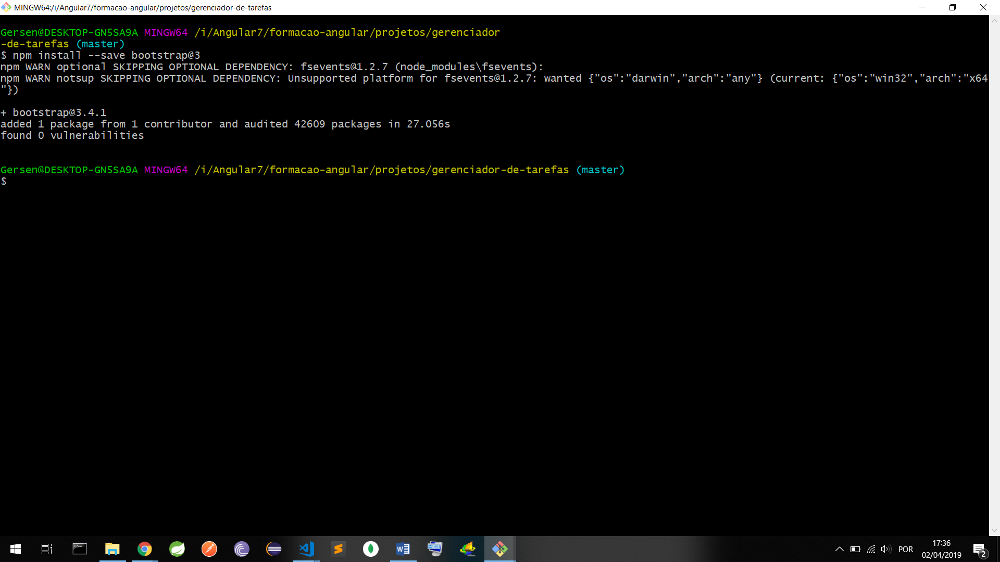 MINGW64:/i/Angular7/formacao-angular/projetos/gerenciador-de-tarefas
Gersen@DESKTOP-GN5SA9A MINGW64 /i/Angular7/formacao-angular/projetos/gerenciador
-de-tarefas (master)
$ npm install --save bootstrap@3
npm WARN optional SKIPPING OPTIONAL DEPENDENCY: fsevents@1.2.7 (node_modules\fsevents):
npm WARN notsup SKIPPING OPTIONAL DEPENDENCY: Unsupported platform for fsevents@1.2.7: wanted {"os":"darwin","arch":"any"} (current: {"os":"win32","arch":"x64
"})
+ bootstrap@3.4.1
added 1 package from 1 contributor and audited 42609 packages in 27.056s
found 0 vulnerabilities
Gersen@DESKTOP-GN5SA9A MINGW64 /i/Angular7/formacao-angular/projetos/gerenciador-de-tarefas (master)
$
POR
17:36
02/04/2019
2